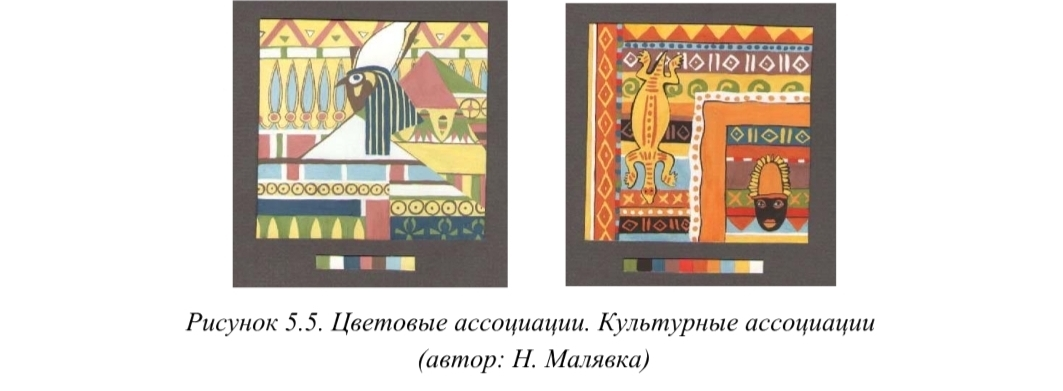 Рисунок 5.5. Цветовые ассоциации. Культурные ассоциации
(автор: Н. Малявка)